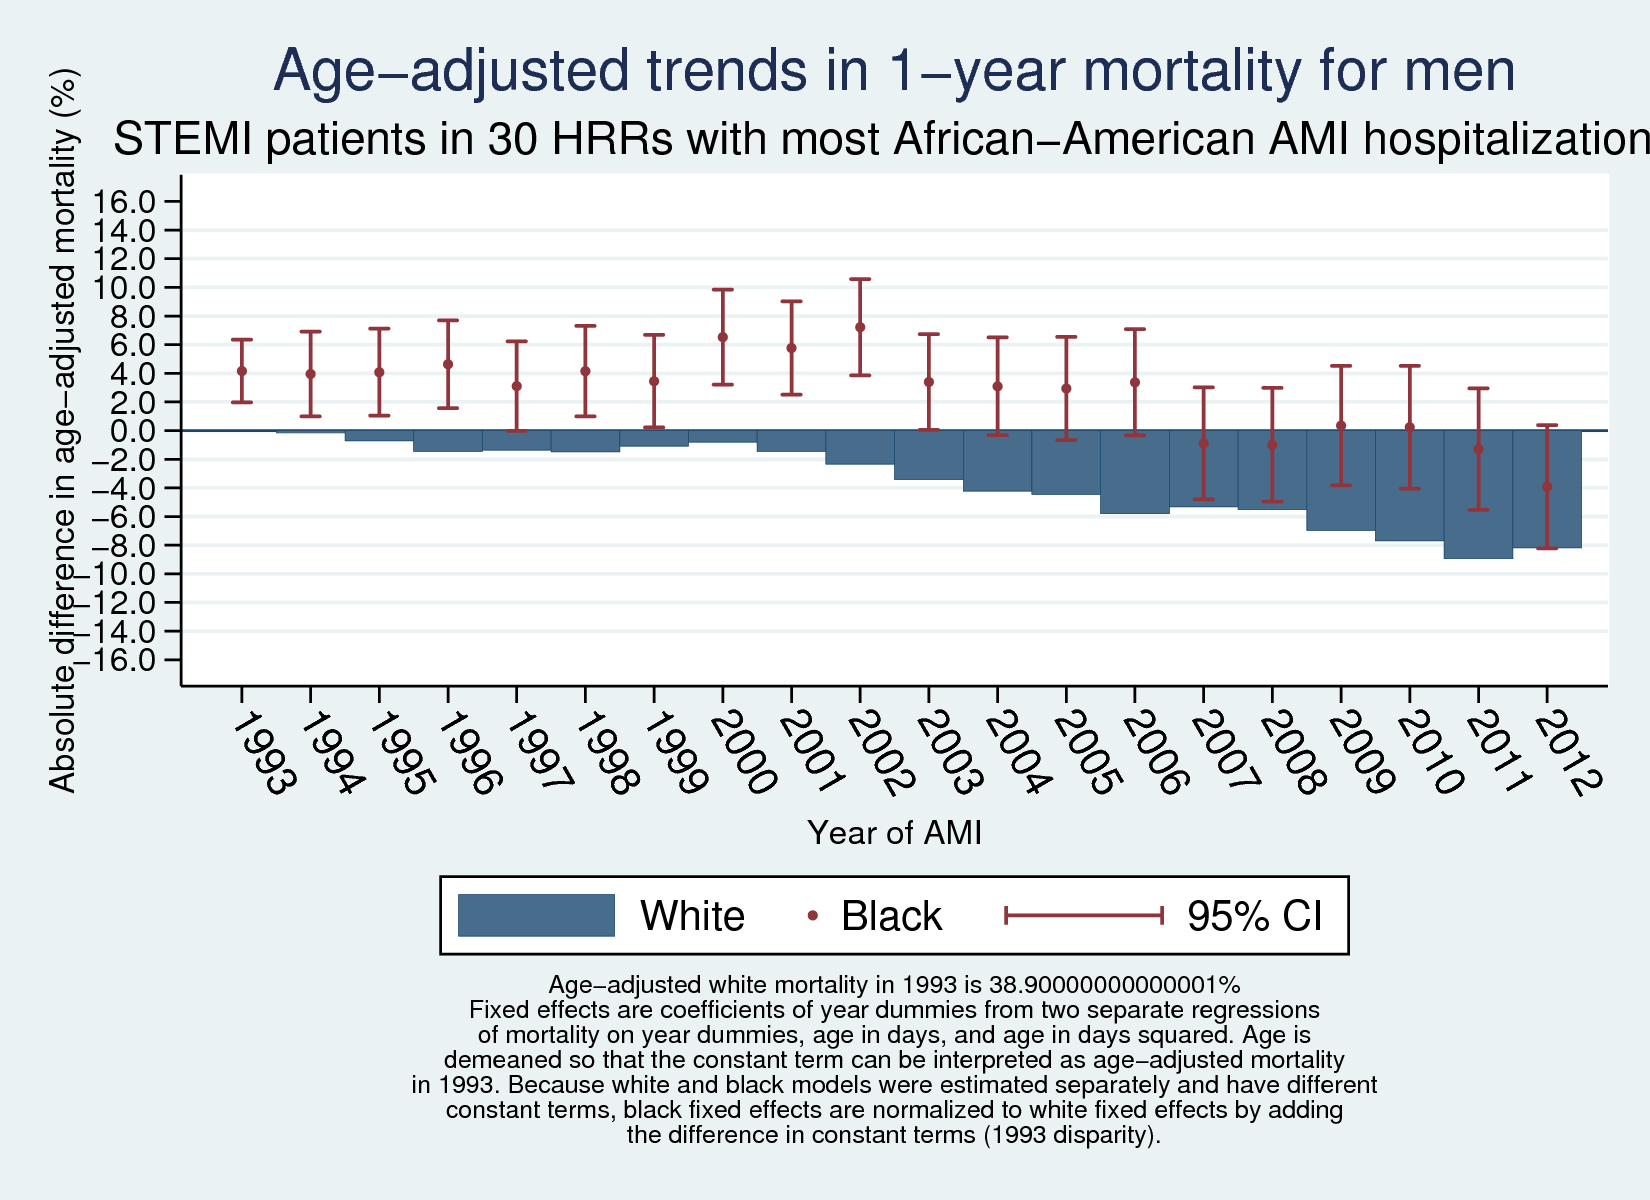 Age−adjusted trends in 1−year mortality for men
STEMI patients in 30 HRRs with most African−American AMI hospitalization
Absolute difference in age−adjusted mortality (%)
16.0
14.0
12.0
10.0
8.0
6.0
4.0
2.0
0.0
−2.0
−4.0
−6.0
−8.0
−10.0
−12.0
−14.0
−16.0
1993
1994
1995
1996
1997
1998
1999
2000
2001
2002
2003
2004
2005
2006
2007
2008
2009
2010
2011
2012
Year of AMI
White
Black
95% CI
Age−adjusted white mortality in 1993 is 38.90000000000001%
Fixed effects are coefficients of year dummies from two separate regressions
of mortality on year dummies, age in days, and age in days squared. Age is
demeaned so that the constant term can be interpreted as age−adjusted mortality
in 1993. Because white and black models were estimated separately and have different
constant terms, black fixed effects are normalized to white fixed effects by adding
the difference in constant terms (1993 disparity).